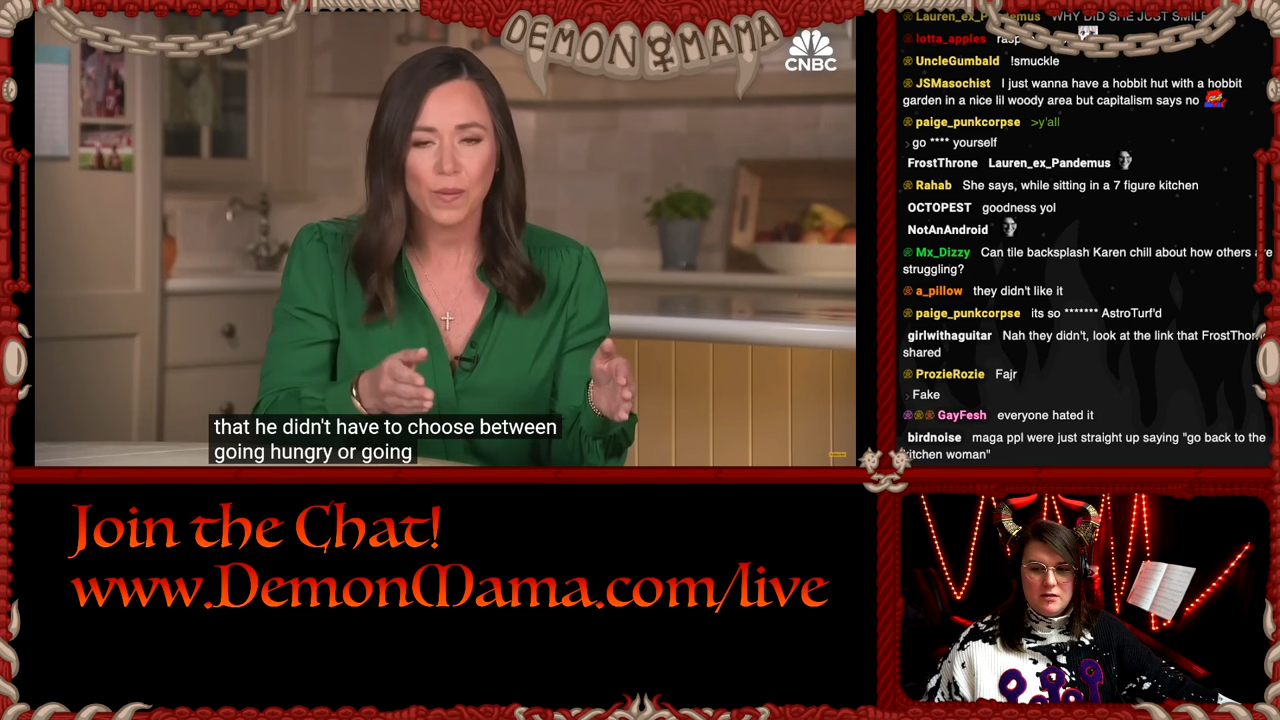 DEMON MAMA
CNBC
that he didn't have to choose between
going hungry or going
Join the Chat!
www.DemonMama.com/live
WHY DID SHE JUST SMILE
lotta_apples
UncleGumbald !smuckle
JSMasochist I just wanna have a hobbit hut with a hobbit
garden in a nice lil woody area but capitalism says no
paige_punkcorpse >y'all
› go **** yourself
FrostThrone Lauren_ex_Pandemus
Rahab She says, while sitting in a 7 figure kitchen
OCTOPEST goodness yol
NotAnAndroid
Mx_Dizzy Can tile backsplash Karen chill about how others are
struggling?
a_pillow they didn't like it
paige_punkcorpse its so ******* AstroTurf'd
girlwithaguitar Nah they didn't, look at the link that FrostThorn
shared
ProzieRozie Fajr
› Fake
GayFesh everyone hated it
birdnoise maga ppl were just straight up saying "go back to the
kitchen woman"